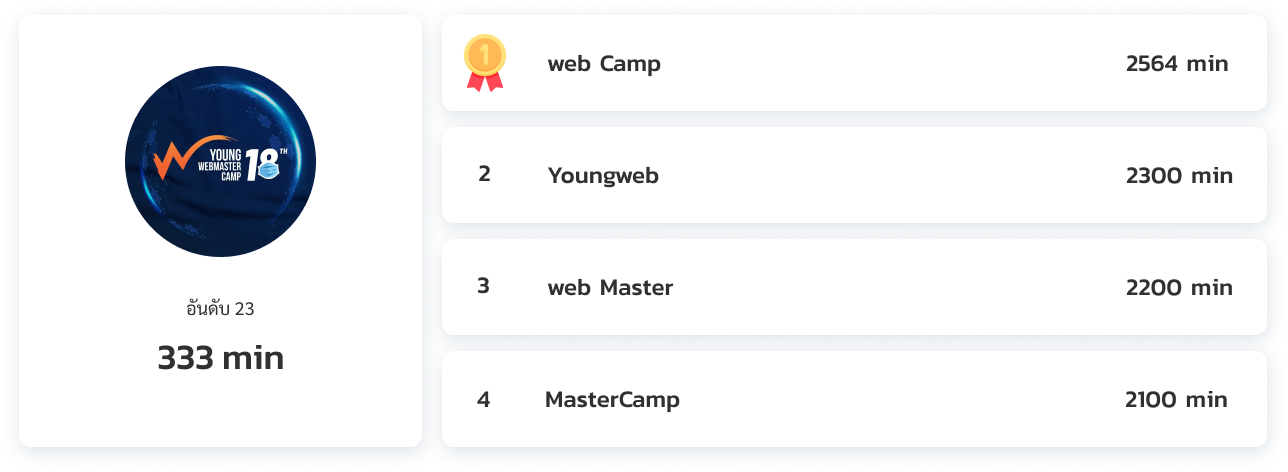 YOUNG
WEBMASTER
CAMP
18TH
อันดับ 23
333 min
1 web Camp 2564 min
2 Youngweb 2300 min
3 web Master 2200 min
4 MasterCamp 2100 min